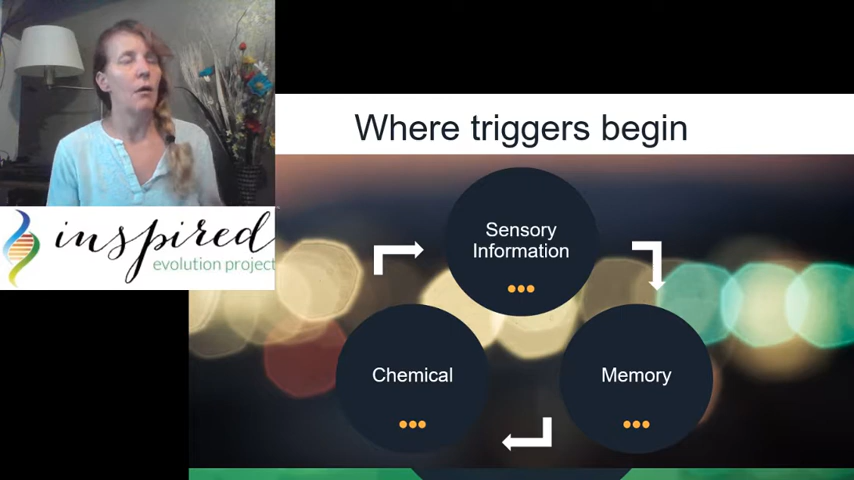 Where triggers begin
Sensory
Information
inspired
evolution project
Chemical
Memory